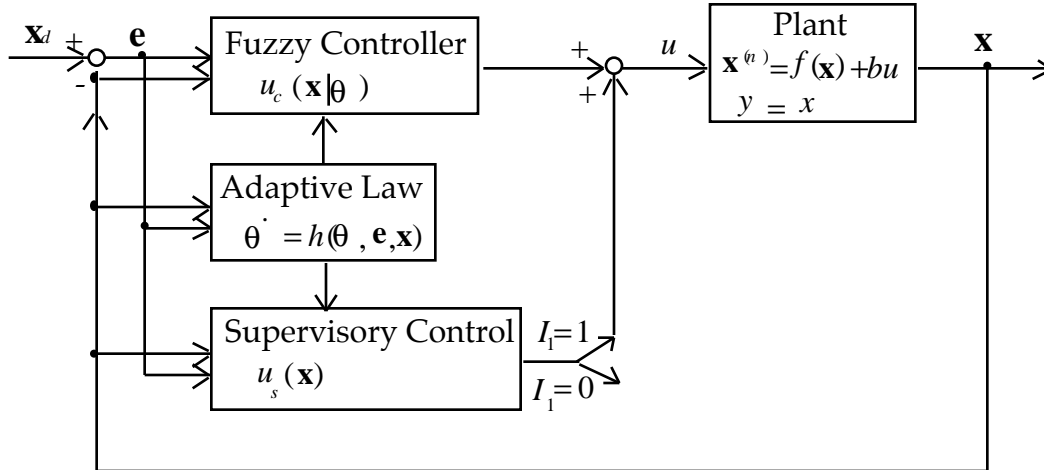 x_d + e
-
Fuzzy Controller
u_c (x|θ)
Adaptive Law
θ̇ = h(θ, e,x)
Supervisory Control
u_s (x)
I_1=1
I_1=0
+
+
u
Plant
x^(n)=f(x)+bu
y = x
x